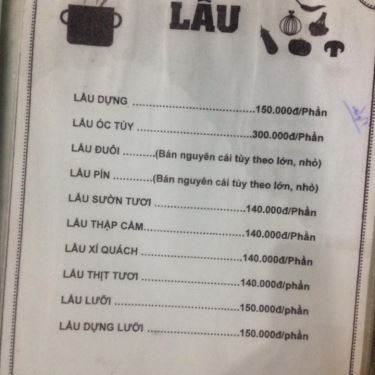 LẨU
LẨU DỰNG ........................150.000đ/Phần
LẨU ÓC TỦY ........................300.000đ/Phần
LẨU ĐUÔI ..........(Bán nguyên cái tùy theo lớn, nhỏ)
LẨU PÍN ..........(Bán nguyên cái tùy theo lớn, nhỏ)
LẨU SƯỜN TƯƠI ........................140.000đ/Phần
LẨU THẬP CẨM........................140.000đ/Phần
LẨU XÍ QUÁCH ........................140.000đ/phần
LẨU THỊT TƯƠI ........................140.000đ/phần
LẨU LƯỠI ........................150.000đ/phần
LẨU DỰNG LƯỠI ........................150.000đ/phần